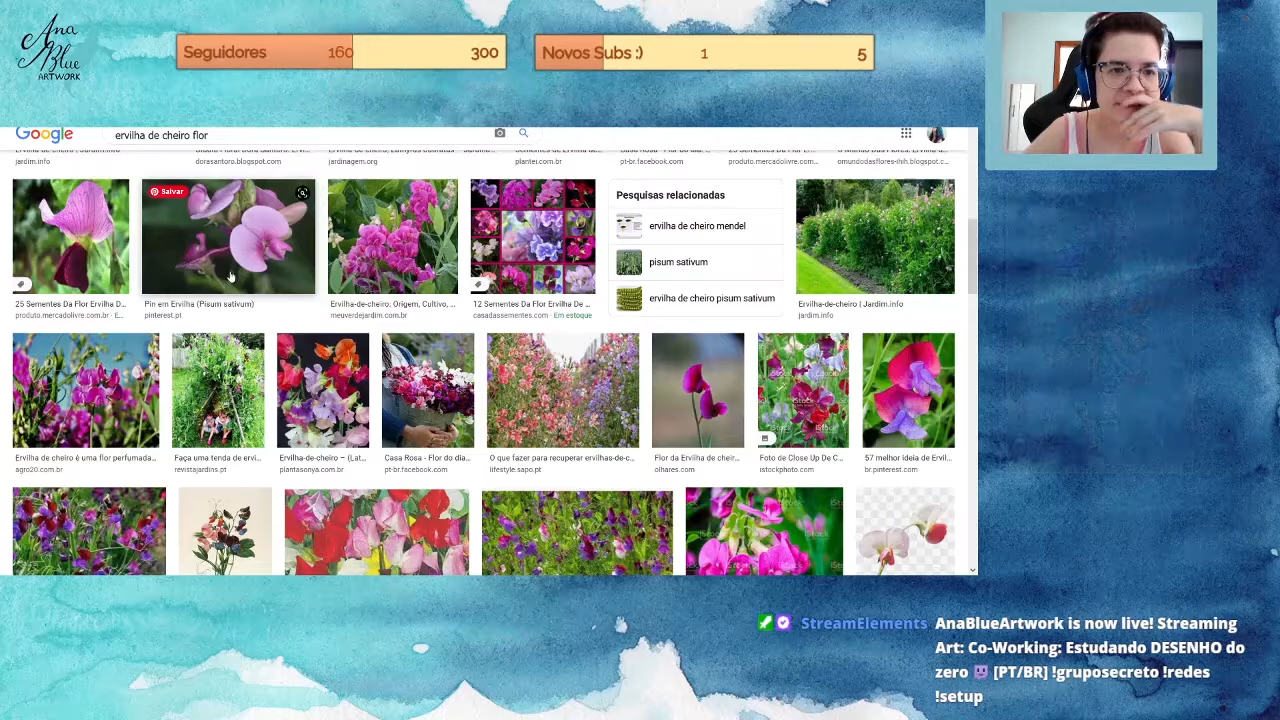 Ana
Blue
ARTWORK
Seguidores 160 300
Novos Subs :) 1 5
Google
ervilha de cheiro flor
jardim.info
dorasantoro.blogspot.com
jardinagem.org
plantei.com.br
pt-br.facebook.com
produto.mercadolivre.com...
omundodasflores-ihih.blogspot.c...
Salvar
Pesquisas relacionadas
ervilha de cheiro mendel
pisum sativum
ervilha de cheiro pisum sativum
25 Sementes Da Flor Ervilha D...
produto.mercadolivre.com.br · E...
Pin em Ervilha (Pisum sativum)
pinterest.pt
Ervilha-de-cheiro: Origem, Cultivo, ...
meuverdejardim.com.br
12 Sementes Da Flor Ervilha De ...
casadassementes.com · Em estoque
Ervilha-de-cheiro | Jardim.info
jardim.info
Ervilha de cheiro é uma flor perfumada...
agro20.com.br
Faça uma tenda de ervi...
revistajardins.pt
Ervilha-de-cheiro – (Lat...
plantasonya.com.br
Casa Rosa - Flor do dia...
pt-br.facebook.com
O que fazer para recuperar ervilhas-de-c...
lifestyle.sapo.pt
Flor da Ervilha de cheir...
olhares.com
iStock
Foto de Close Up De C...
istockphoto.com
57 melhor ideia de Ervil...
br.pinterest.com
StreamElements AnaBlueArtwork is now live! Streaming
Art: Co-Working: Estudando DESENHO do
zero [PT/BR] !gruposecreto !redes
!setup